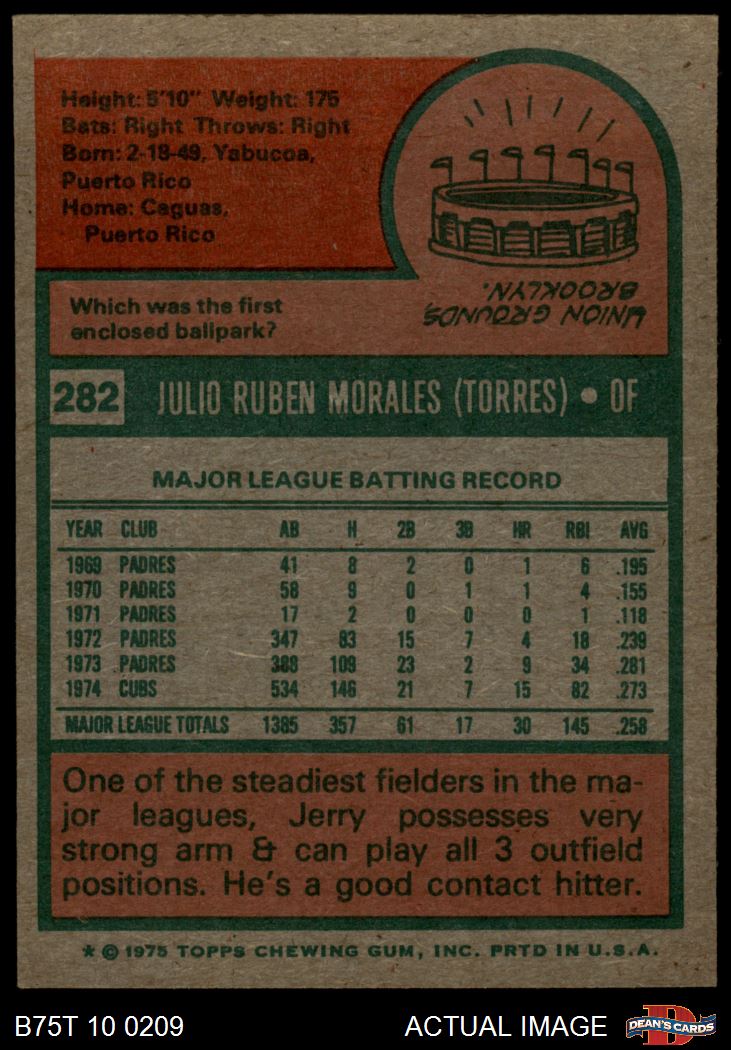 Height: 5'10" Weight: 175
Bats: Right Throws: Right
Born: 2-18-49, Yabucoa,
Puerto Rico
Home: Caguas,
Puerto Rico
Which was the first
enclosed ballpark?
UNION GROUNDS,
BROOKLYN.
282 JULIO RUBEN MORALES (TORRES) • OF
MAJOR LEAGUE BATTING RECORD
YEAR CLUB AB H 2B 3B HR RBI AVG
1969 PADRES 41 8 2 0 1 6 .195
1970 PADRES 58 9 0 1 1 4 .155
1971 PADRES 17 2 0 0 0 1 .118
1972 PADRES 347 83 15 7 4 18 .239
1973 PADRES 388 109 23 2 9 34 .281
1974 CUBS 534 146 21 7 15 82 .273
MAJOR LEAGUE TOTALS 1385 357 61 17 30 145 .258
One of the steadiest fielders in the ma-
jor leagues, Jerry possesses very
strong arm & can play all 3 outfield
positions. He's a good contact hitter.
* © 1975 TOPPS CHEWING GUM, INC. PRTD IN U.S.A.
B75T 10 0209 ACTUAL IMAGE DEAN'S CARDS